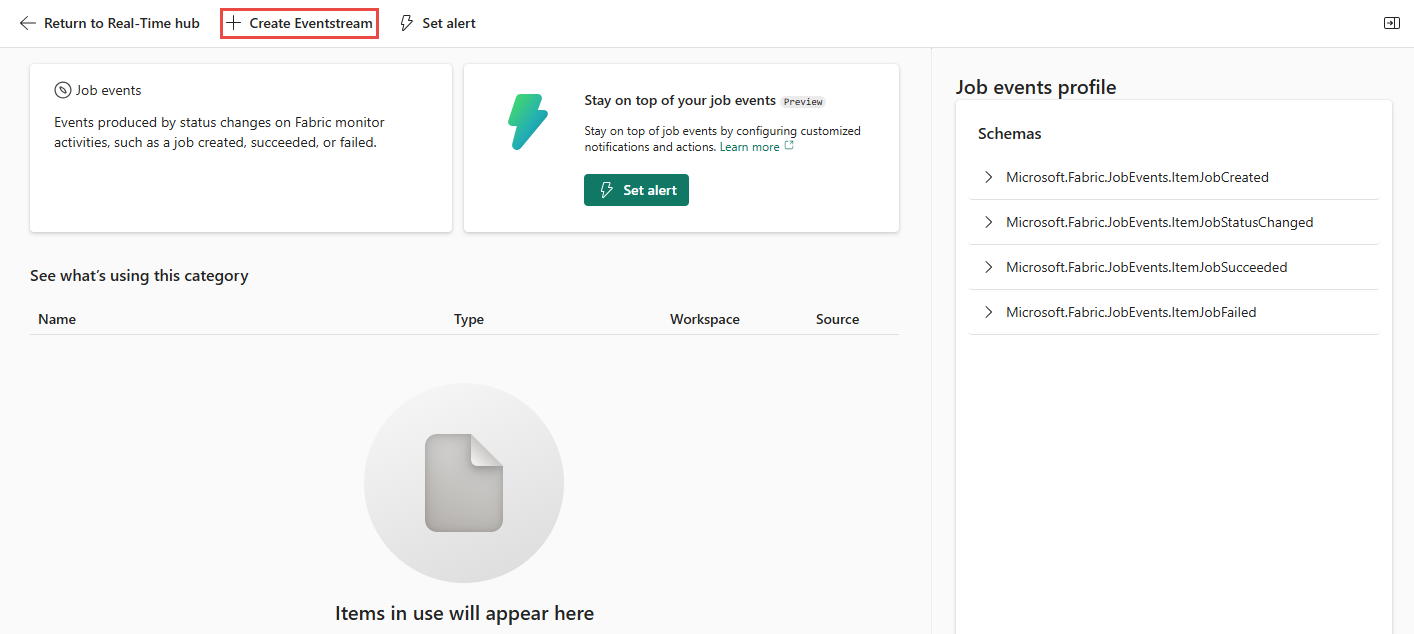 Return to Real-Time hub
Create Eventstream
Set alert
Job events
Events produced by status changes on Fabric monitor
activities, such as a job created, succeeded, or failed.
Stay on top of your job events Preview
Stay on top of job events by configuring customized
notifications and actions. Learn more
Set alert
See what's using this category
Name Type Workspace Source
Items in use will appear here
Job events profile
Schemas
Microsoft.Fabric.JobEvents.ItemJobCreated
Microsoft.Fabric.JobEvents.ItemJobStatusChanged
Microsoft.Fabric.JobEvents.ItemJobSucceeded
Microsoft.Fabric.JobEvents.ItemJobFailed